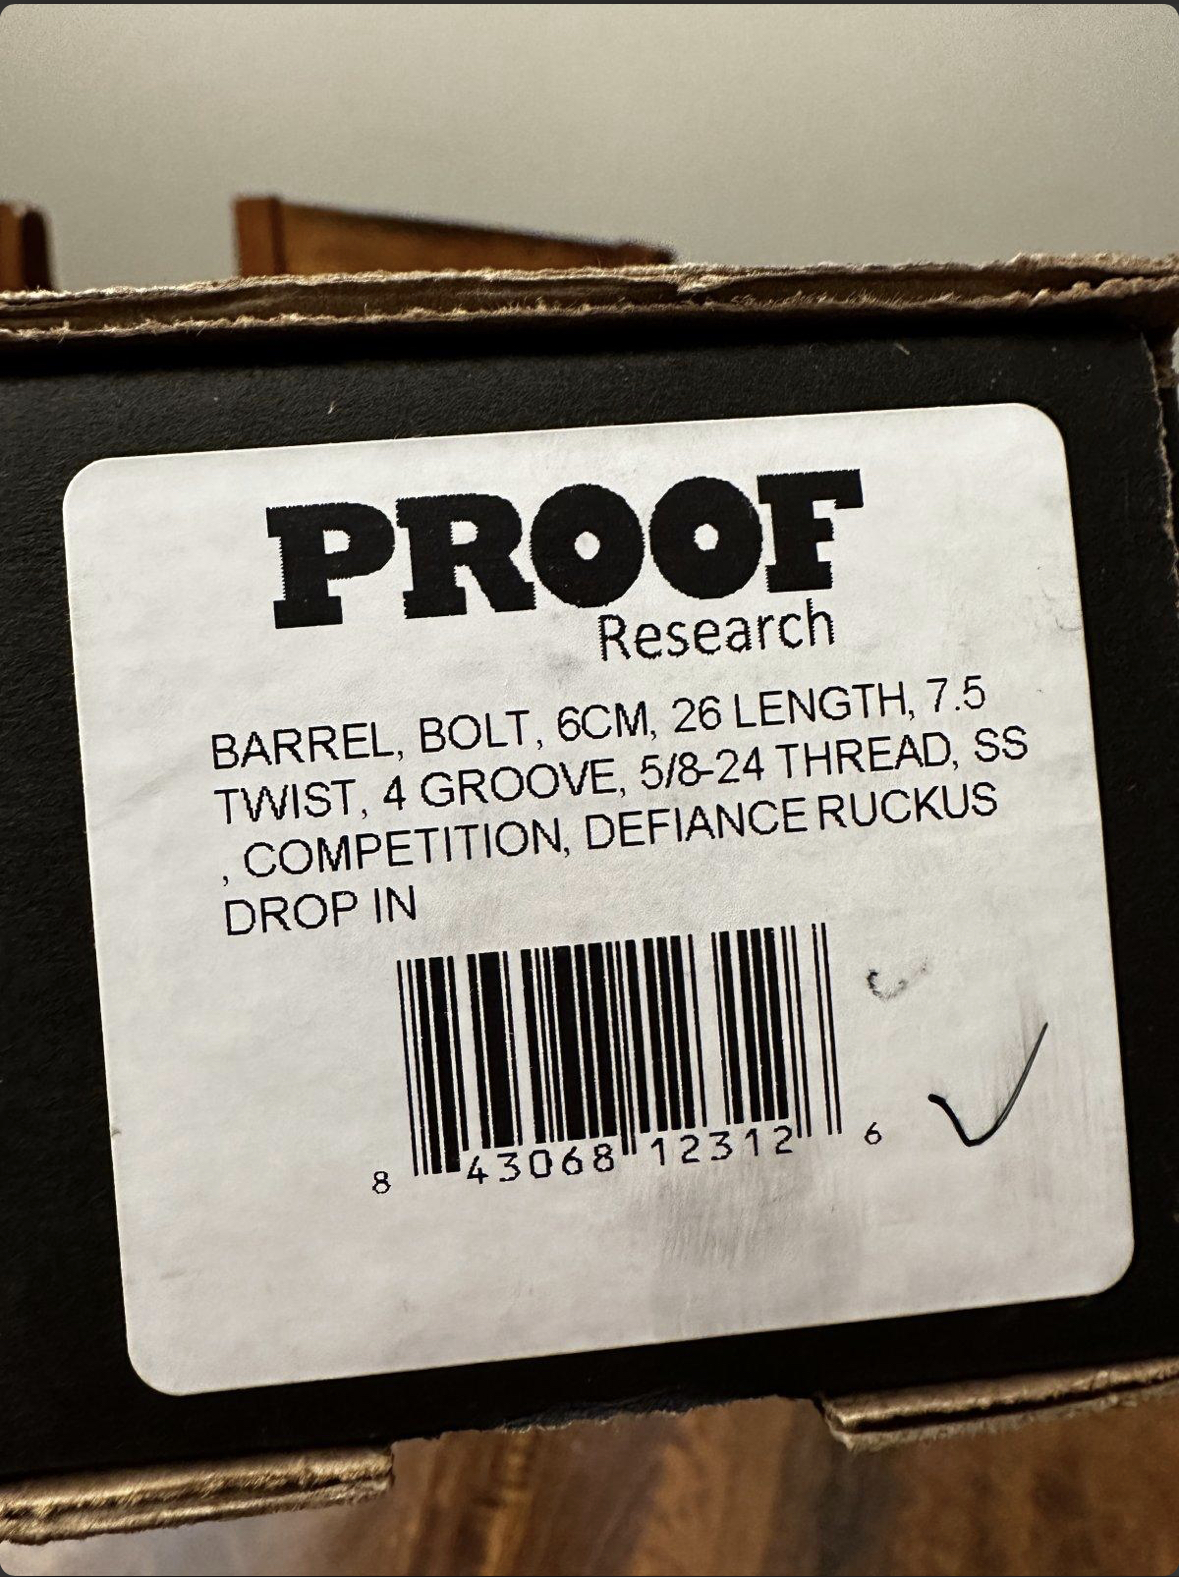 PROOF
Research
BARREL, BOLT, 6CM, 26 LENGTH, 7.5
TWIST, 4 GROOVE, 5/8-24 THREAD, SS
, COMPETITION, DEFIANCE RUCKUS
DROP IN
8 43068 12312 6